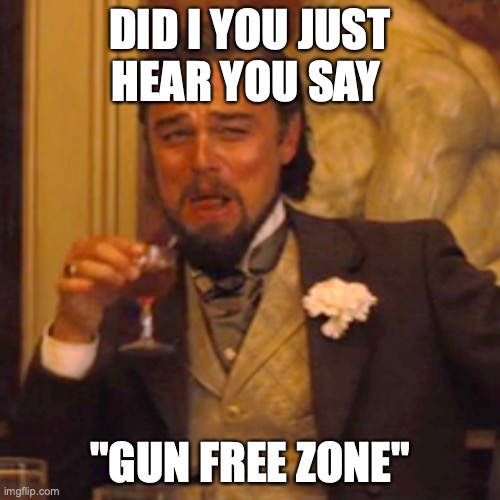 DID I YOU JUST
HEAR YOU SAY
"GUN FREE ZONE"
imgflip.com